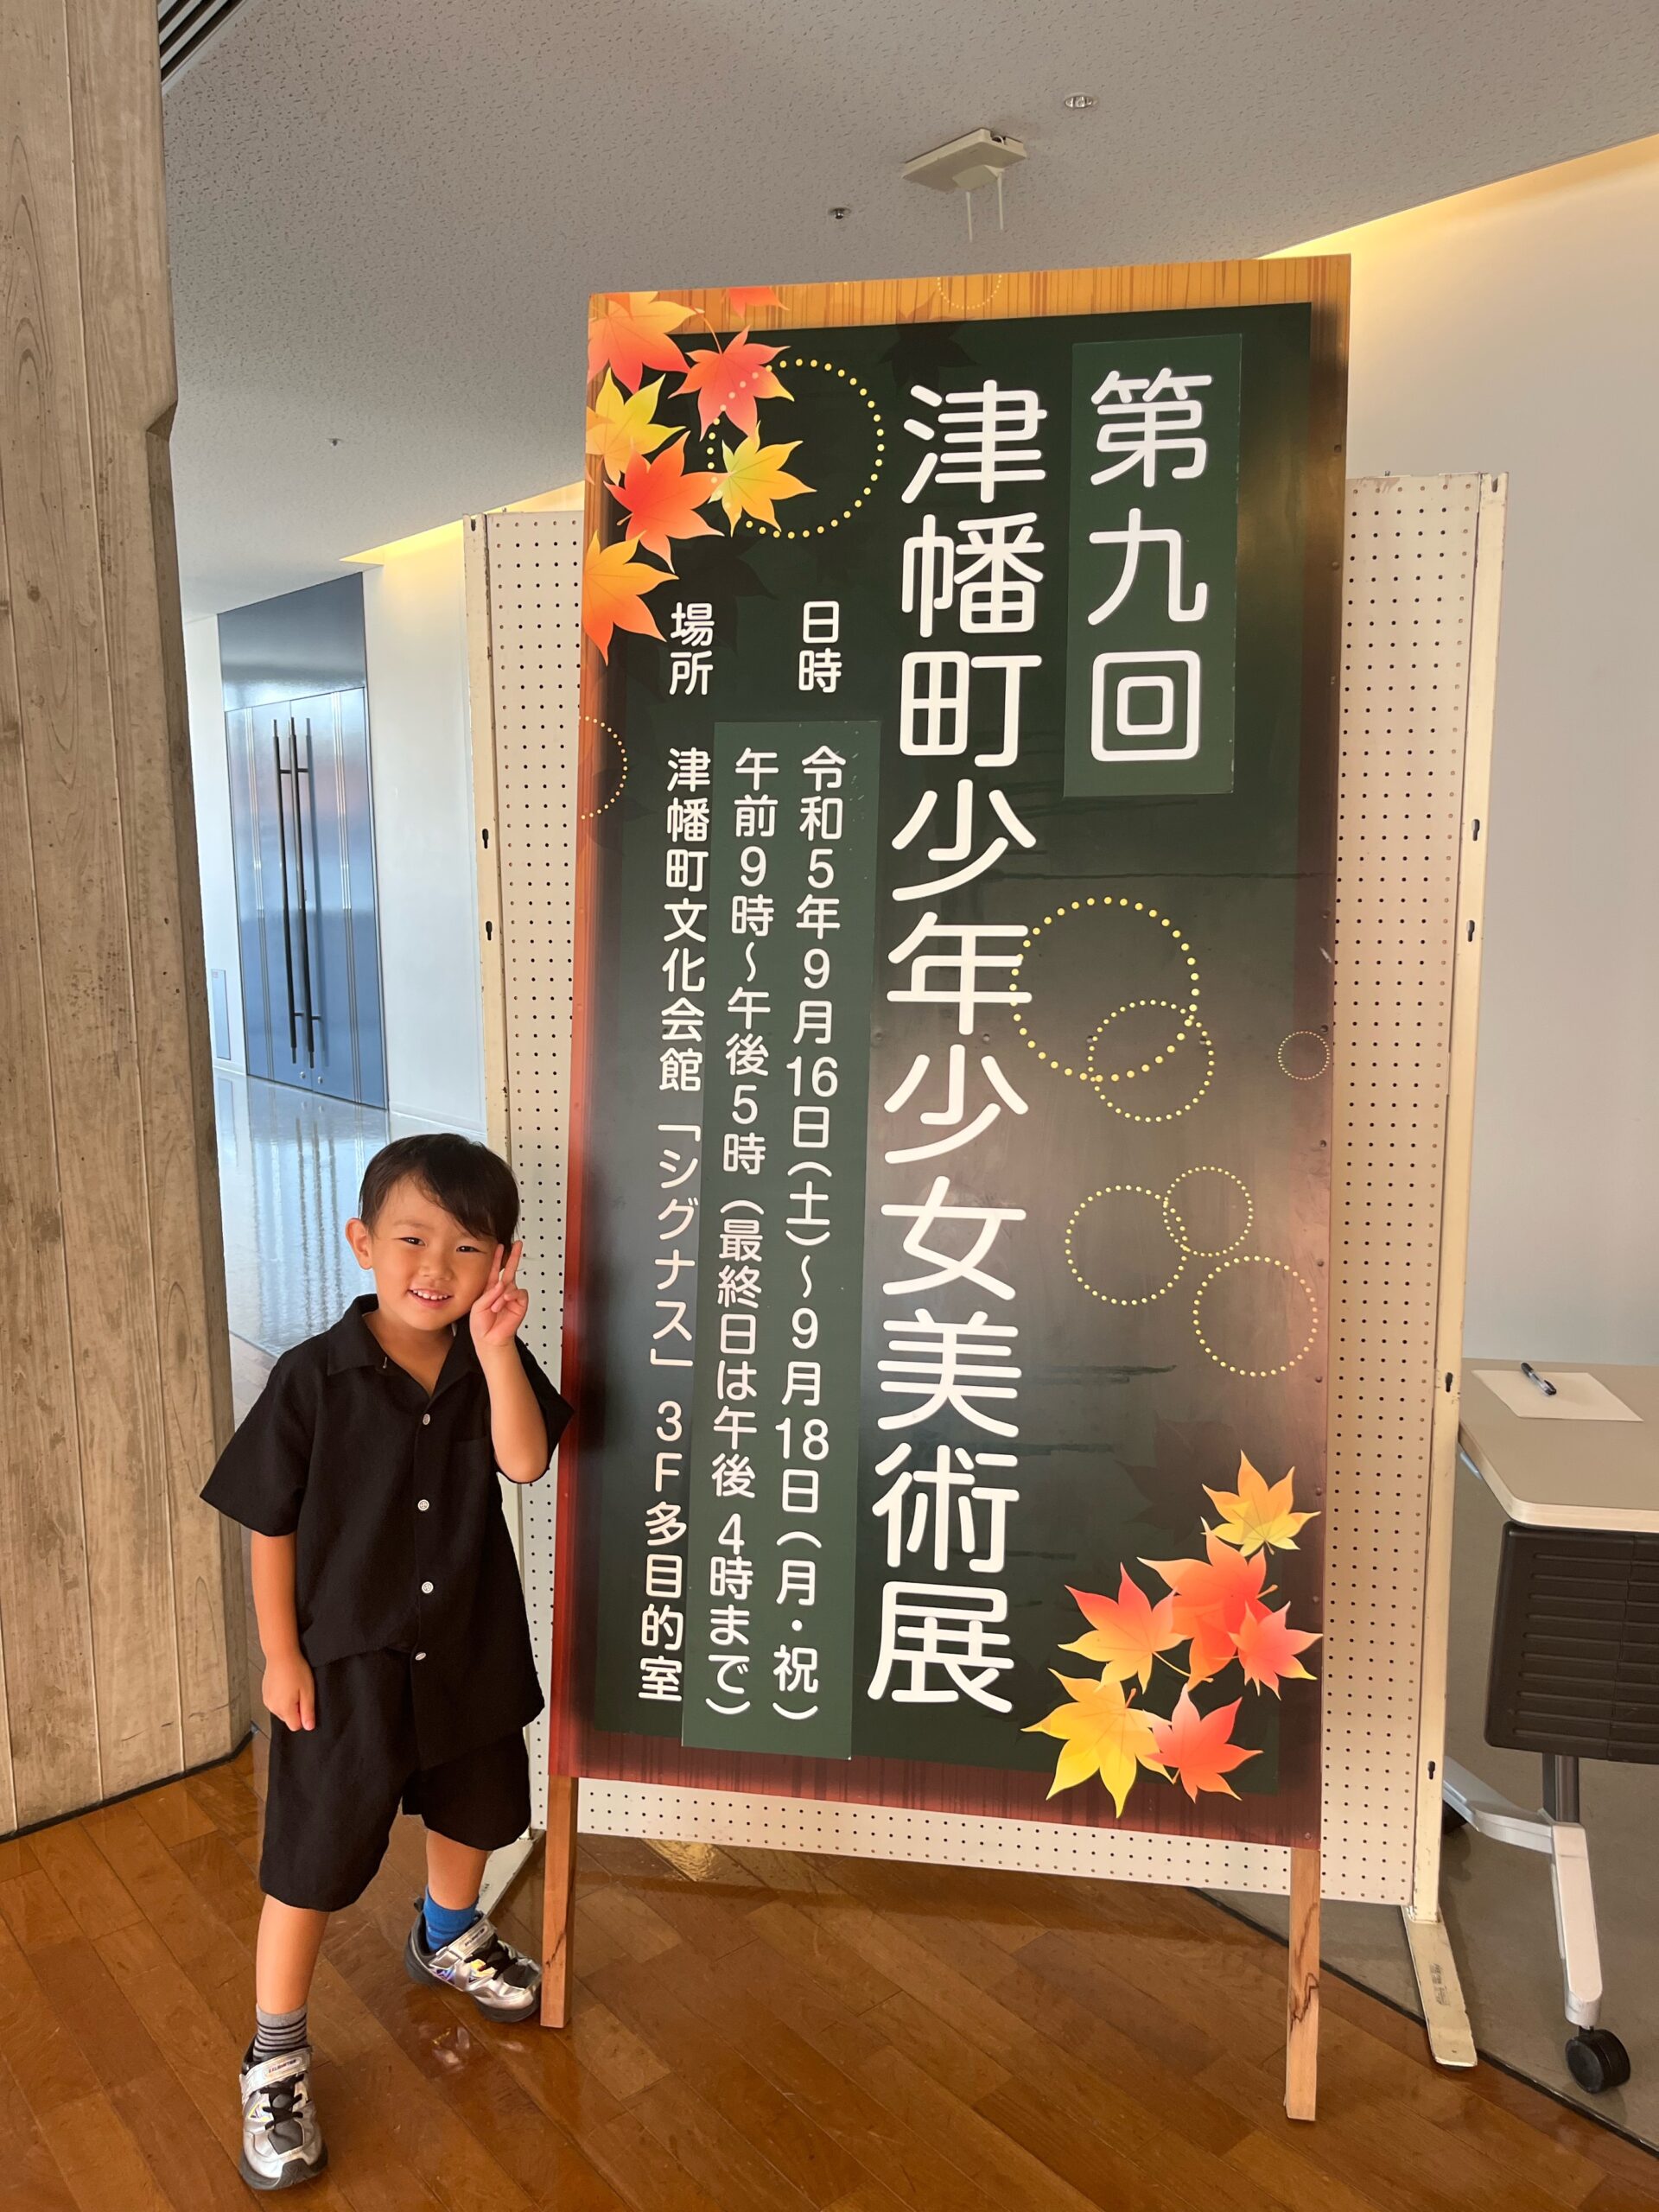 第九回
津幡町少年少女美術展
日時 令和5年9月16日(土)～9月18日(月・祝)
午前9時～午後5時(最終日は午後4時まで)
場所 津幡町文化会館「シグナス」3F多目的室